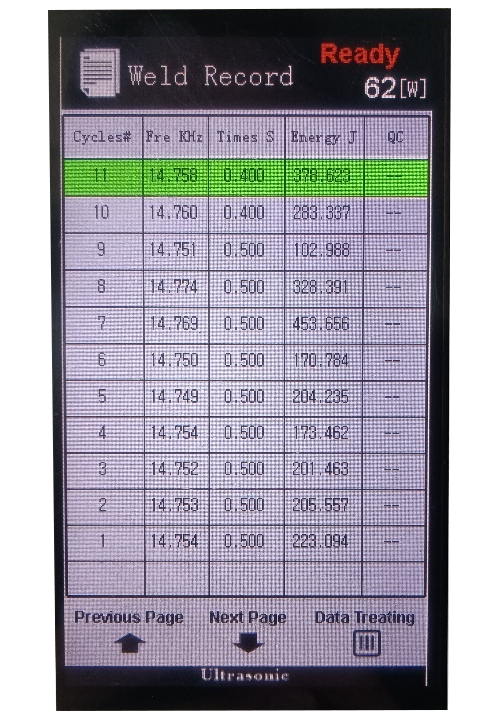 Ready
Weld Record
62[W]
Cycles# Fre KHz Times S Energy J QC
11 14.758 0.400 378.623 --
10 14.760 0.400 283.337 --
9 14.751 0.500 102.988 --
8 14.774 0.500 328.391 --
7 14.769 0.500 453.656 --
6 14.750 0.500 170.784 --
5 14.749 0.500 204.235 --
4 14.754 0.500 173.462 --
3 14.752 0.500 201.463 --
2 14.753 0.500 205.557 --
1 14.754 0.500 223.094 --
Previous Page Next Page Data Treating
Ultrasonic